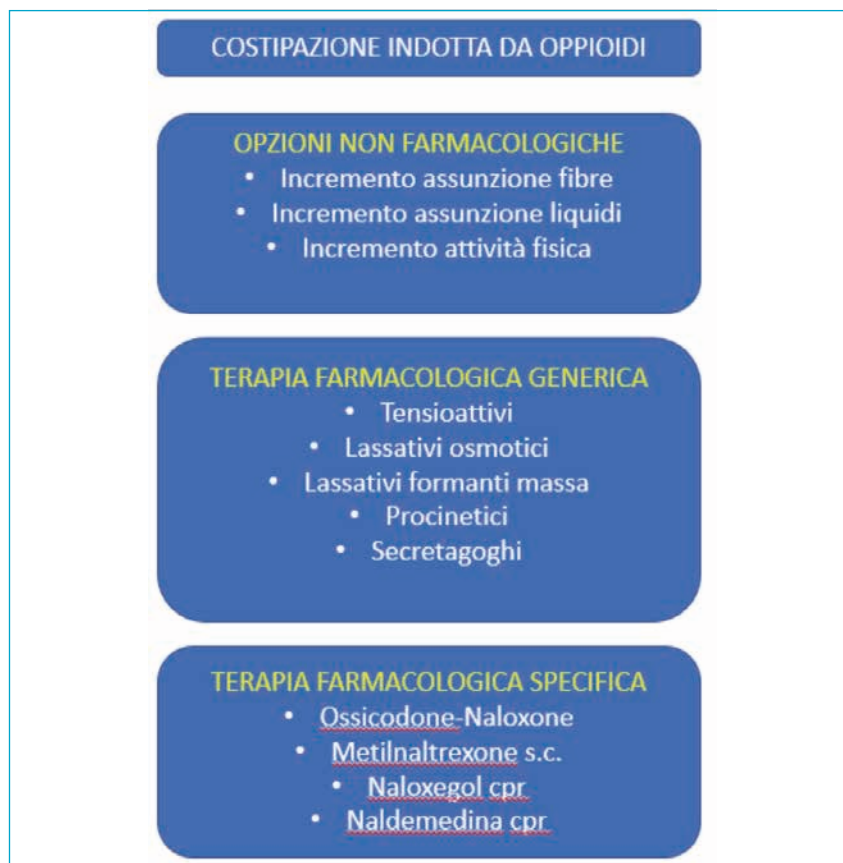 COSTIPAZIONE INDOTTA DA OPPIOIDI
OPZIONI NON FARMACOLOGICHE
• Incremento assunzione fibre
• Incremento assunzione liquidi
• Incremento attività fisica
TERAPIA FARMACOLOGICA GENERICA
• Tensioattivi
• Lassativi osmotici
• Lassativi formanti massa
• Procinetici
• Secretagoghi
TERAPIA FARMACOLOGICA SPECIFICA
• Ossicodone-Naloxone
• Metilnaltrexone s.c.
• Naloxegol cpr
• Naldemedina cpr